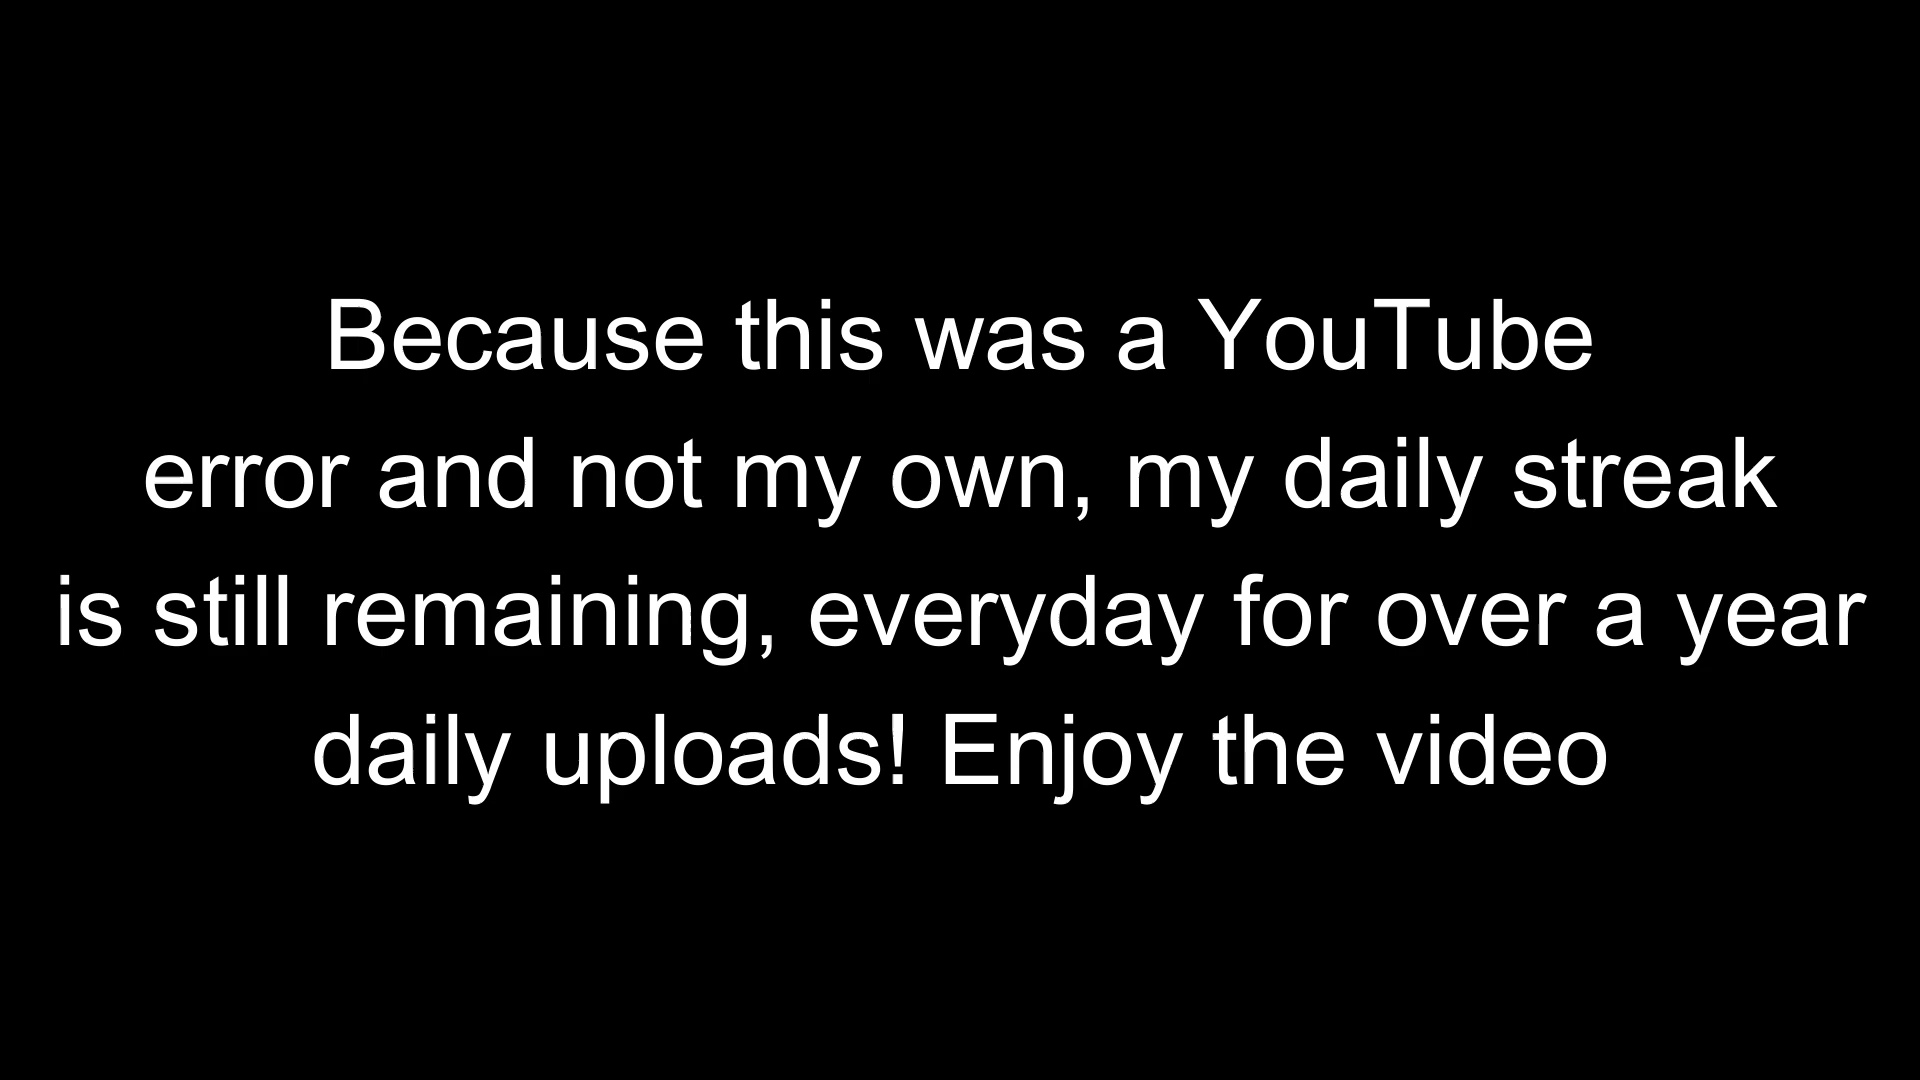 Because this was a YouTube
error and not my own, my daily streak
is still remaining, everyday for over a year
daily uploads! Enjoy the video